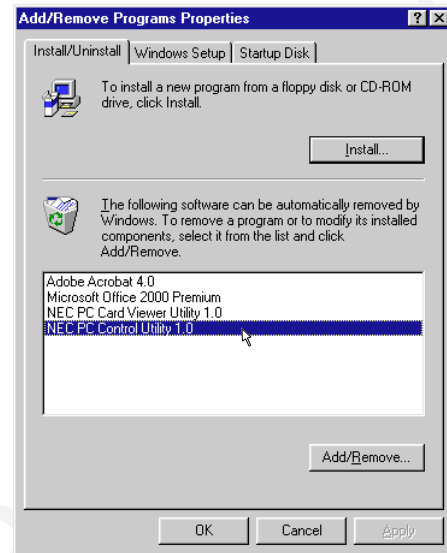 Add/Remove Programs Properties
Install/Uninstall Windows Setup Startup Disk
To install a new program from a floppy disk or CD-ROM
drive, click Install.
Install...
The following software can be automatically removed by
Windows. To remove a program or to modify its installed
components, select it from the list and click
Add/Remove.
Adobe Acrobat 4.0
Microsoft Office 2000 Premium
NEC PC Card Viewer Utility 1.0
NEC PC Control Utility 1.0
Add/Remove...
OK Cancel Apply